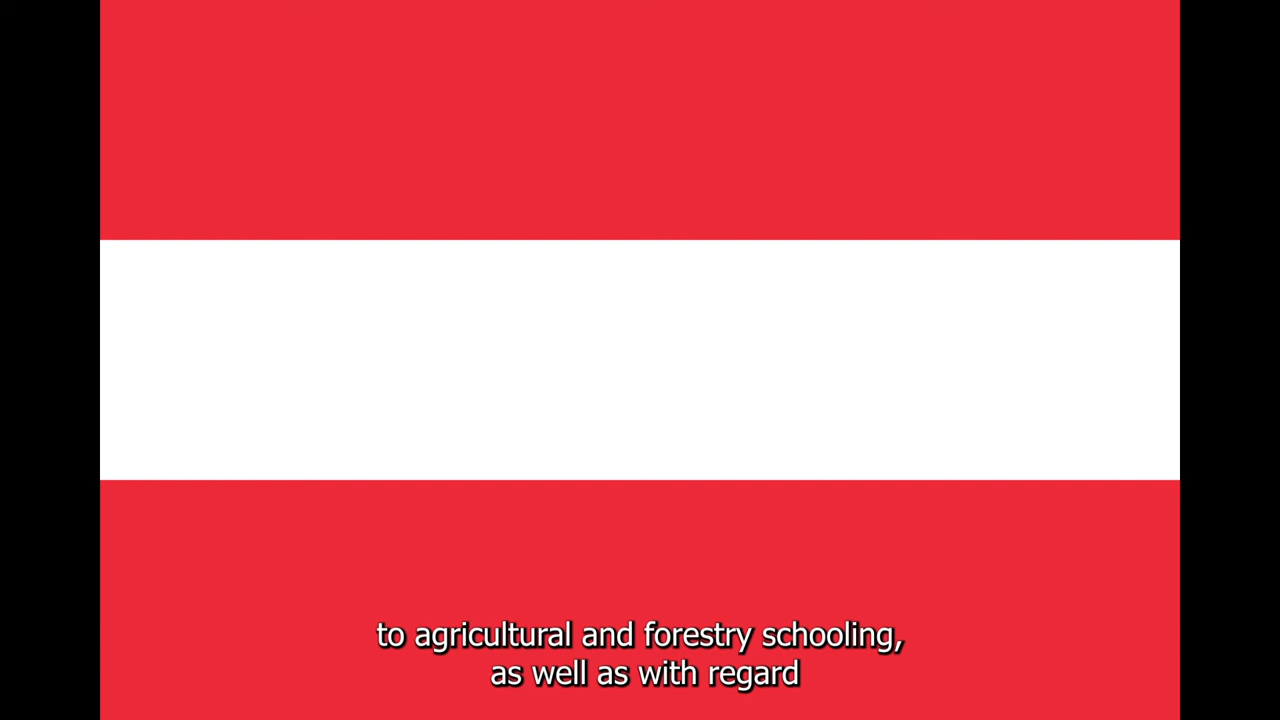 to agricultural and forestry schooling,
as well as with regard